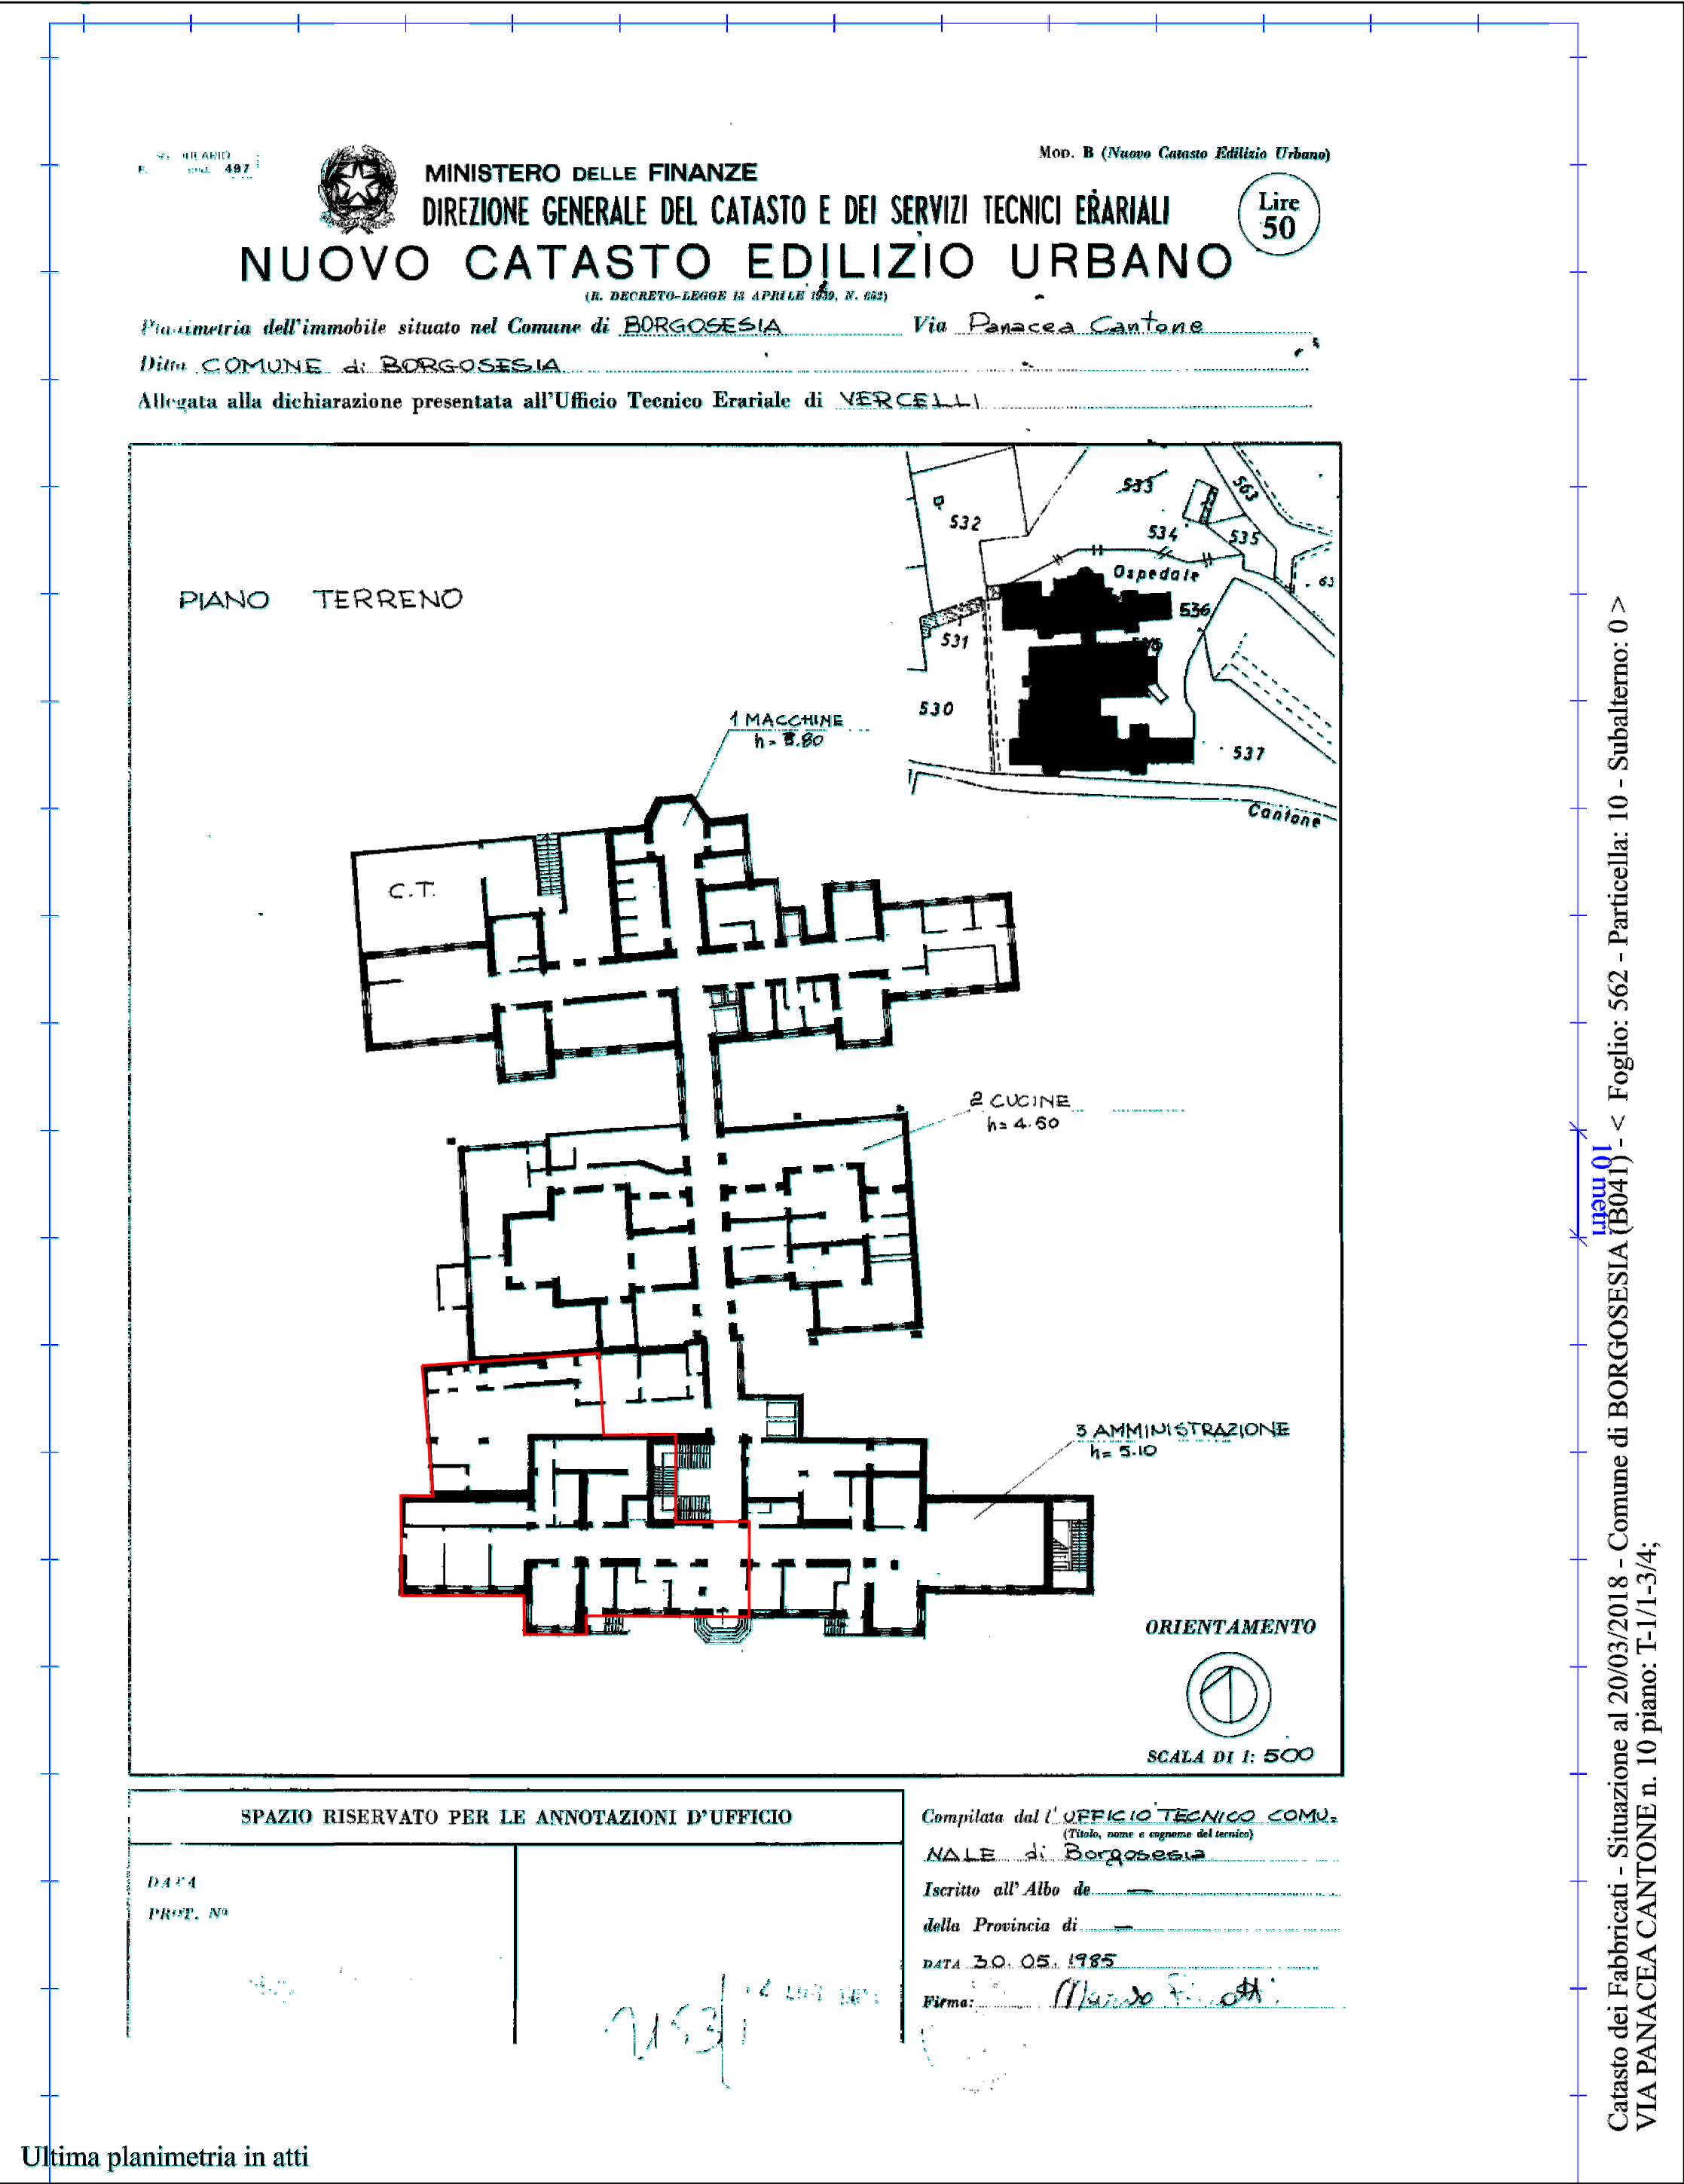 497
MINISTERO DELLE FINANZE
DIREZIONE GENERALE DEL CATASTO E DEI SERVIZI TECNICI ERARIALI
NUOVO CATASTO EDILIZIO URBANO
(R. DECRETO-LEGGE 13 APRILE 1939, N. 652)
MOD. B (Nuovo Catasto Edilizio Urbano)
Lire
50
Planimetria dell'immobile situato nel Comune di BORGOSESIA Via Panacea Cantone
Ditta COMUNE di BORGOSESIA
Allegata alla dichiarazione presentata all'Ufficio Tecnico Erariale di VERCELLI
PIANO TERRENO
533
563
532
534
535
Ospedale
63
536
531
530
537
Cantone
1 MACCHINE
h=3.80
C.T.
2 CUCINE
h=4.60
3 AMMINISTRAZIONE
h=5.10
ORIENTAMENTO
SCALA DI 1: 500
SPAZIO RISERVATO PER LE ANNOTAZIONI D'UFFICIO
DATA
PROT. N°
Compilata dal l'UFFICIO TECNICO COMU=
(Titolo, nome e cognome del tecnico)
NALE di Borgosesia
Iscritto all'Albo de —
della Provincia di —
DATA 30.05.1985
Firma:
10 metri
Catasto dei Fabbricati - Situazione al 20/03/2018 - Comune di BORGOSESIA (B041) - < Foglio: 562 - Particella: 10 - Subalterno: 0 >
VIA PANACEA CANTONE n. 10 piano: T-1/1-3/4;
Ultima planimetria in atti